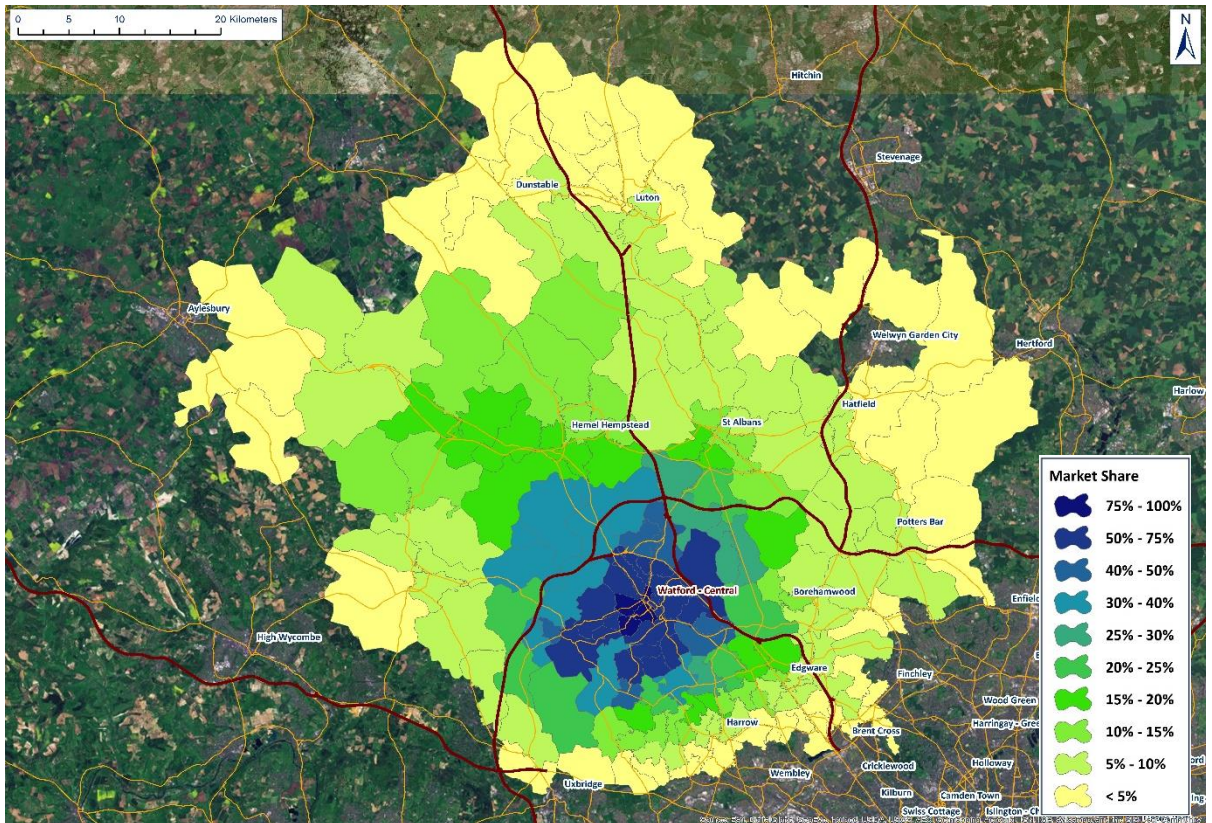 0 5 10 20 Kilometers
N
Hitchin
Stevenage
Dunstable
Luton
Aylesbury
Welwyn Garden City
Hertford
Harlow
Hatfield
Hemel Hempstead
St Albans
Potters Bar
Watford - Central
Borehamwood
Enfield
High Wycombe
Edgware
Finchley
Wood Green
Harrow
Brent Cross
Harringay - Gree
Wembley
Cricklewood
Holloway
Uxbridge
Kilburn
Camden Town
Swiss Cottage
Islington - Ch
Market Share
75% - 100%
50% - 75%
40% - 50%
30% - 40%
25% - 30%
20% - 25%
15% - 20%
10% - 15%
5% - 10%
< 5%